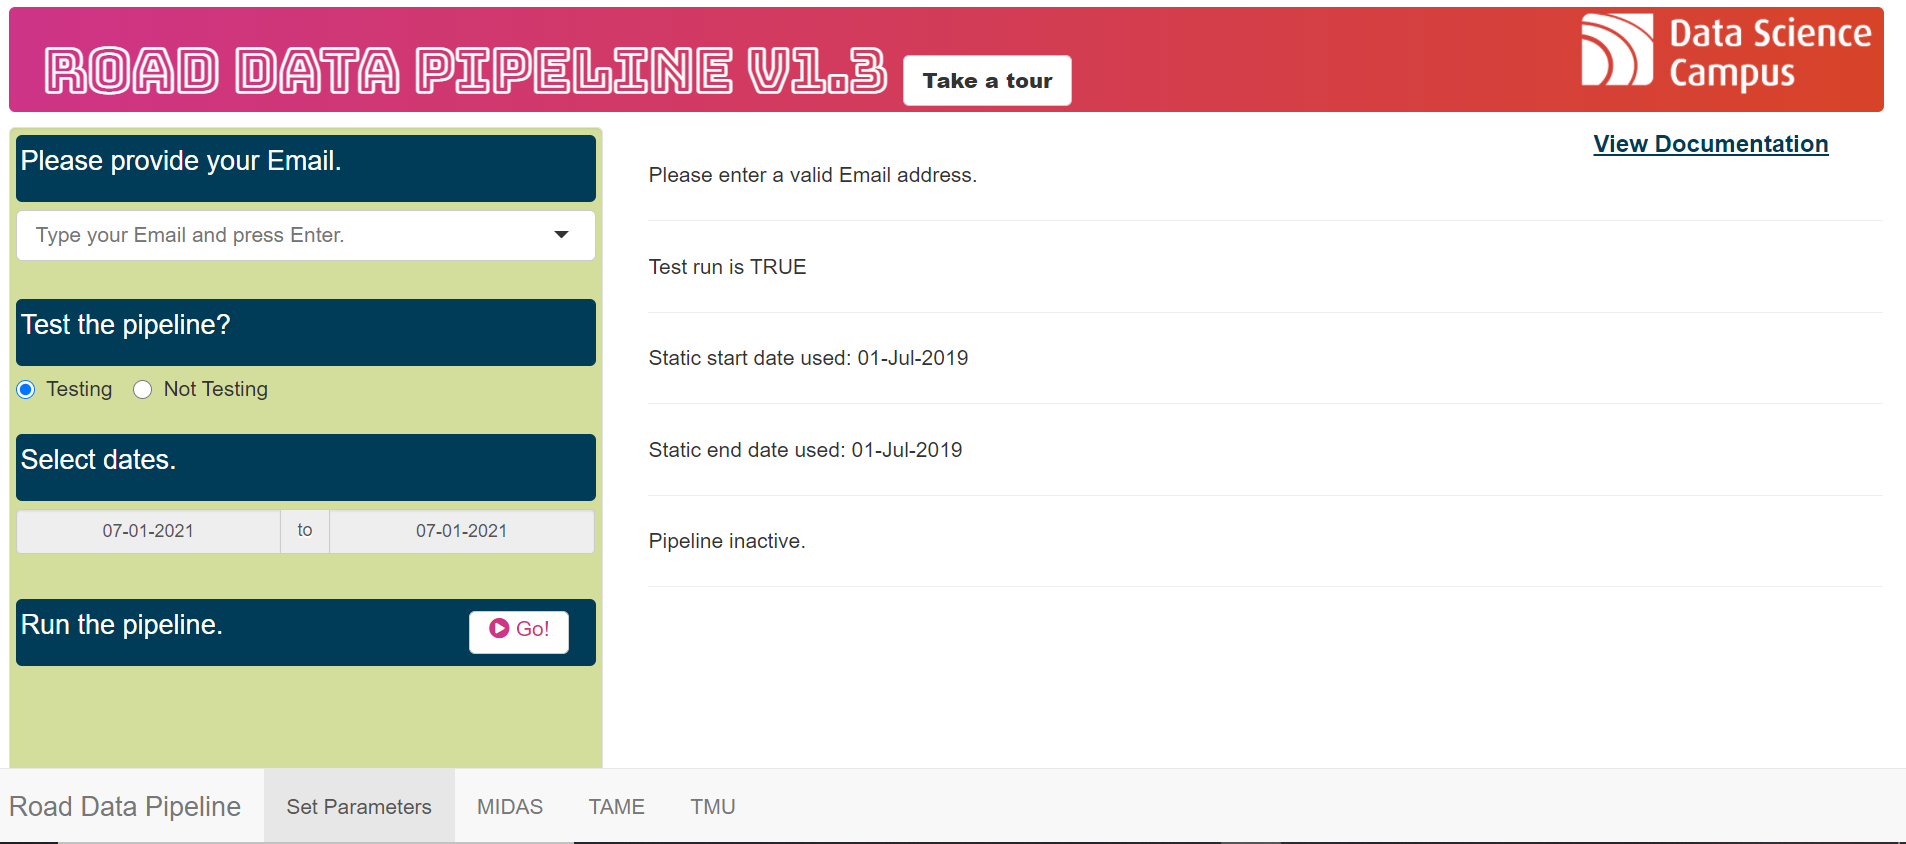 ROAD DATA PIPELINE V1.3
Take a tour
Data Science
Campus
View Documentation
Please provide your Email.
Type your Email and press Enter.
Test the pipeline?
Testing Not Testing
Select dates.
07-01-2021 to 07-01-2021
Run the pipeline.
Go!
Please enter a valid Email address.
Test run is TRUE
Static start date used: 01-Jul-2019
Static end date used: 01-Jul-2019
Pipeline inactive.
Road Data Pipeline Set Parameters MIDAS TAME TMU